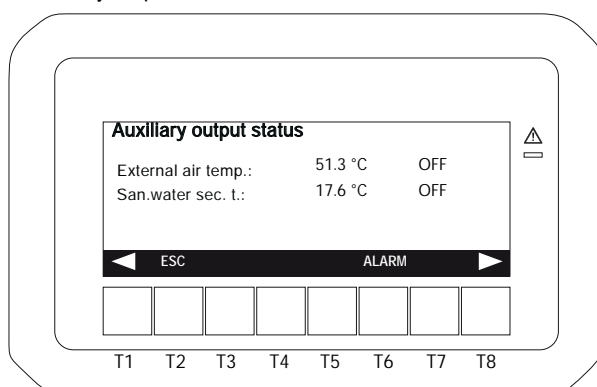 Auxiliary output status
External air temp.: 51.3 °C OFF
San.water sec. t.: 17.6 °C OFF
ESC ALARM
T1 T2 T3 T4 T5 T6 T7 T8